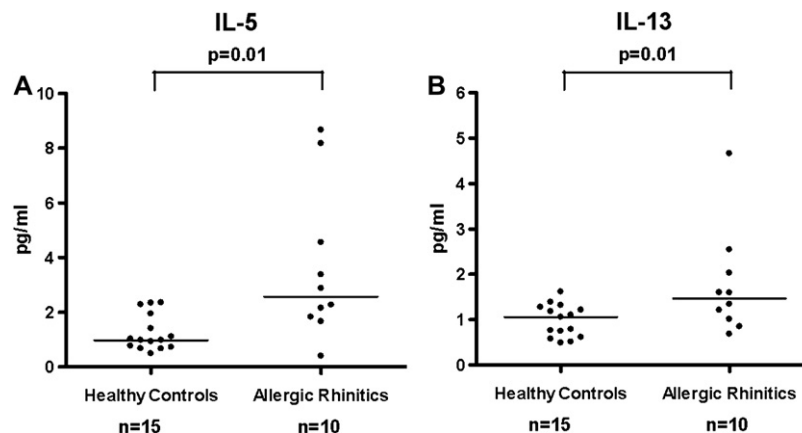 IL-5
p=0.01
A
10
8
6
4
2
0
pg/ml
Healthy Controls
Allergic Rhinitics
n=15
n=10
IL-13
p=0.01
B
6
5
4
3
2
1
0
pg/ml
Healthy Controls
Allergic Rhinitics
n=15
n=10